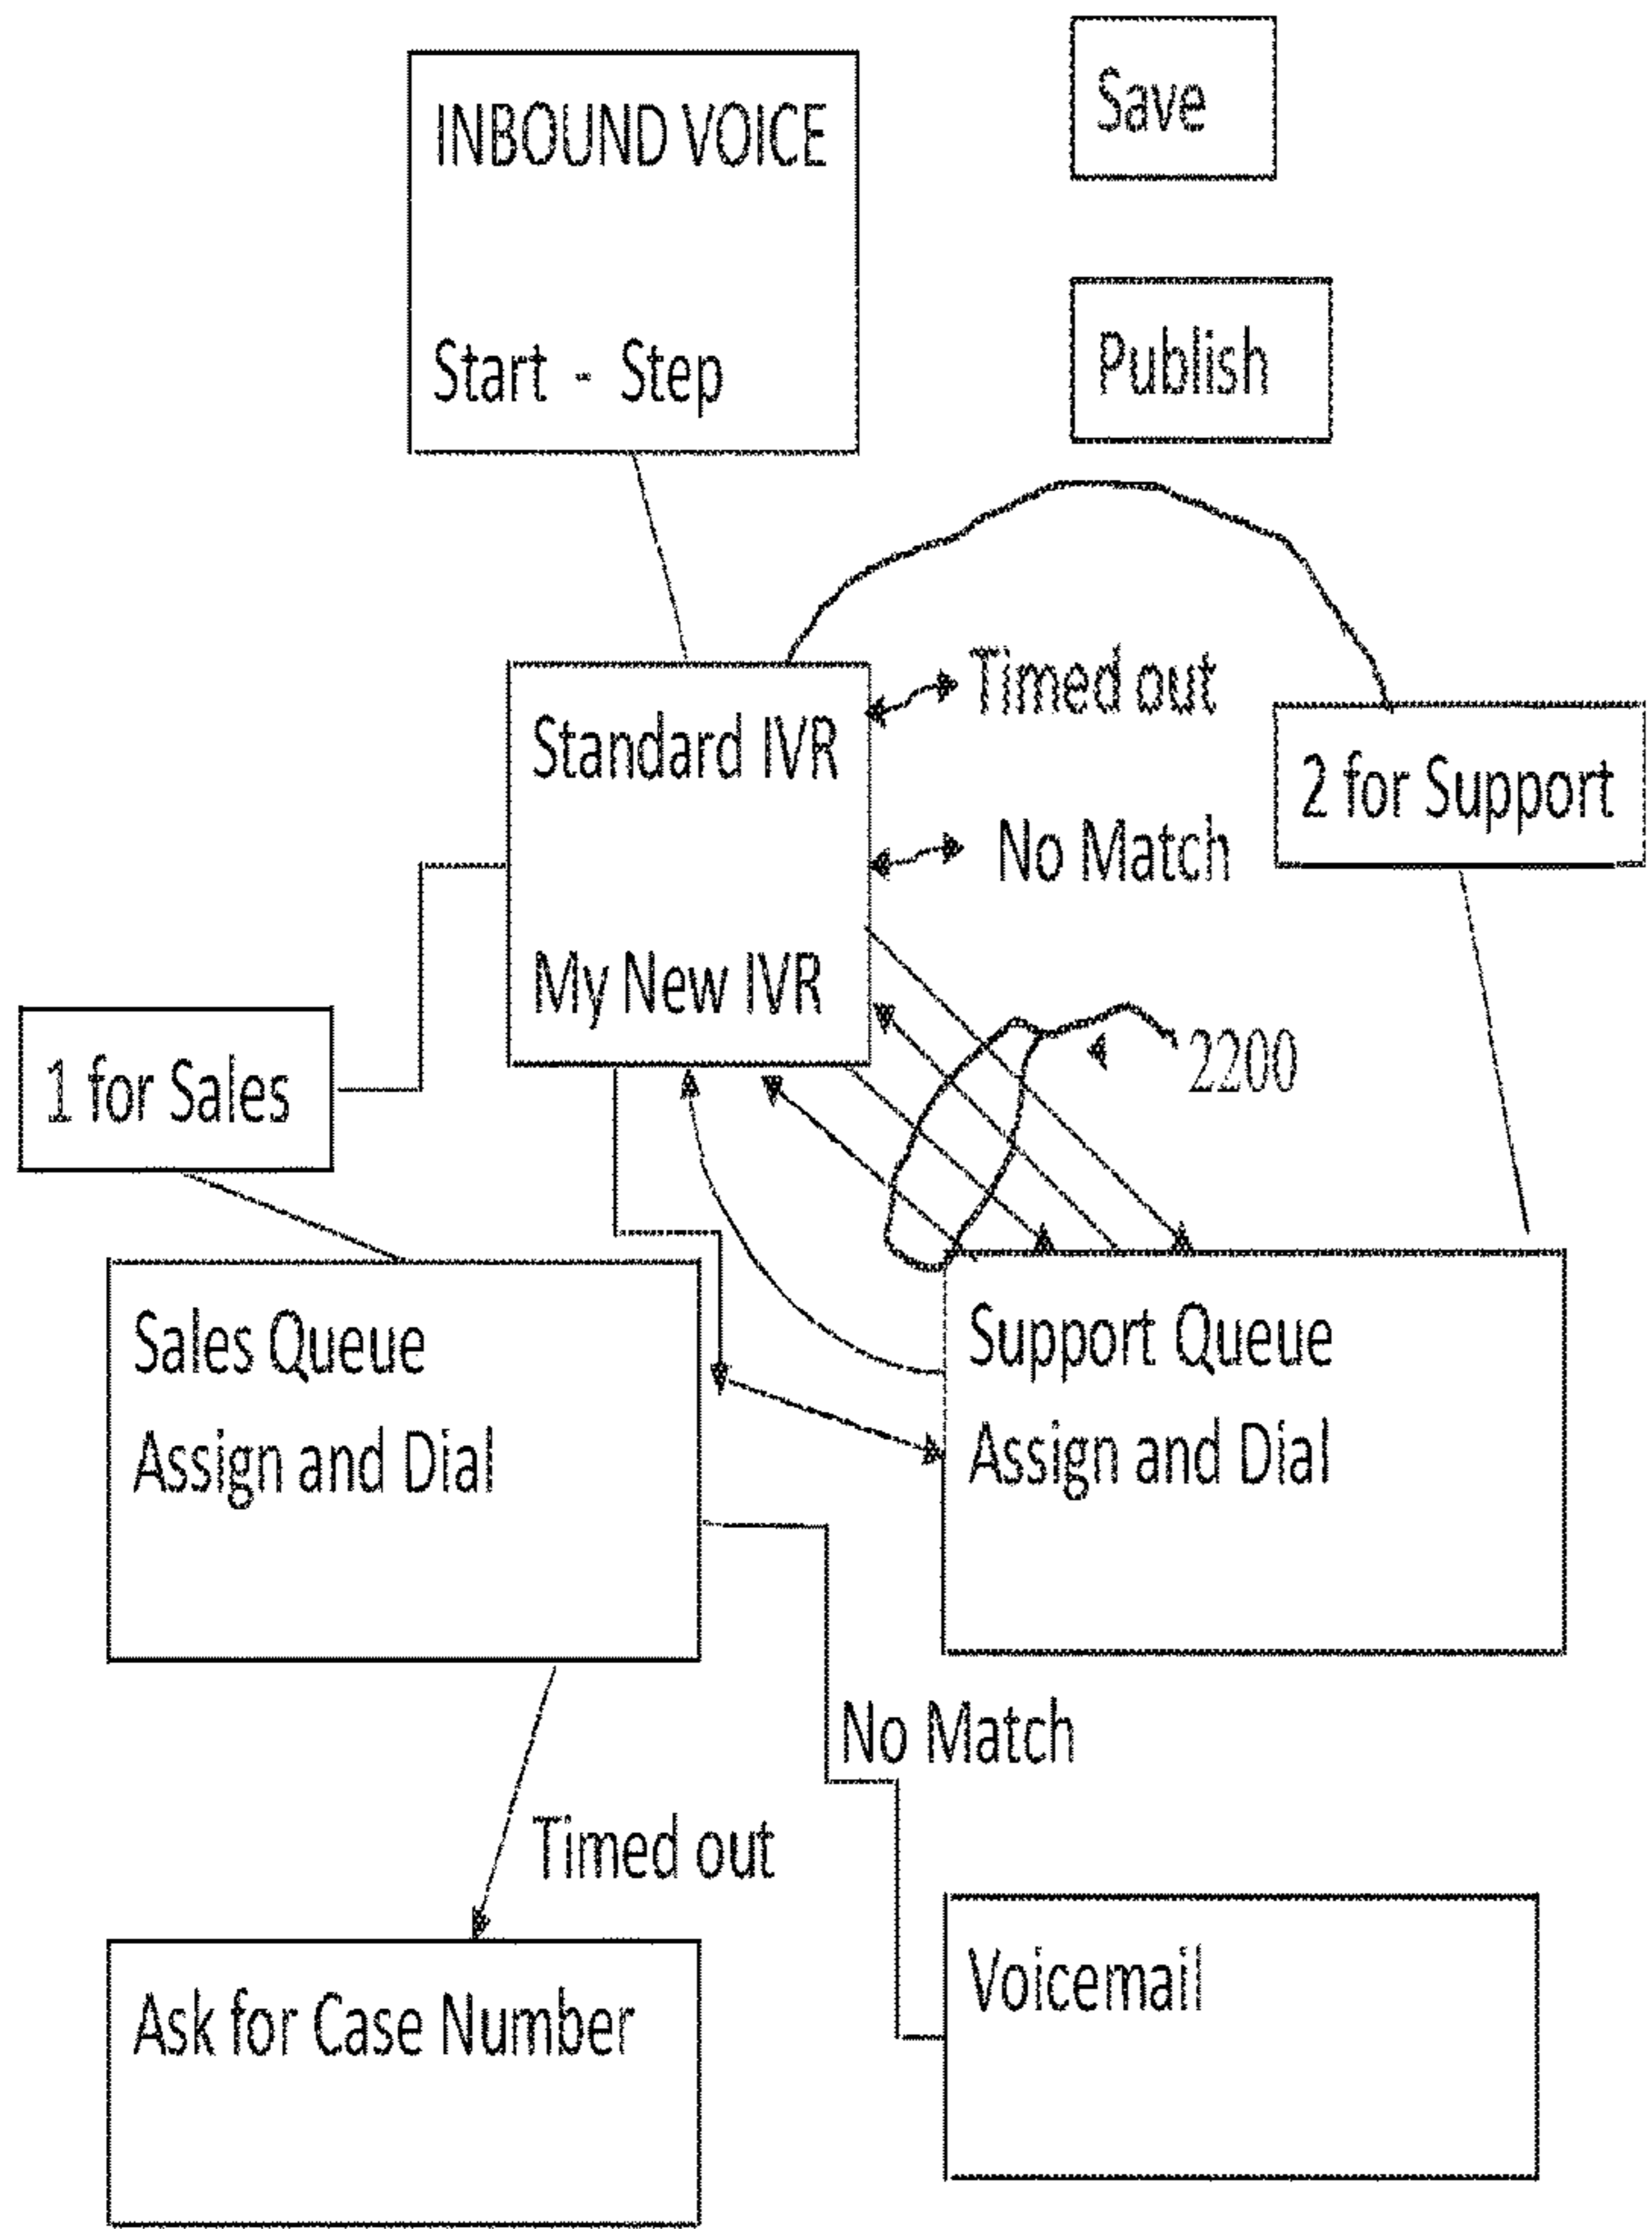 Save
INBOUND VOICE
Publish
Start - Step
Timed out
Standard IVR
2 for Support
No Match
My New IVR
2200
1 for Sales
Sales Queue
Assign and Dial
Support Queue
Assign and Dial
No Match
Timed out
Voicemail
Ask for Case Number